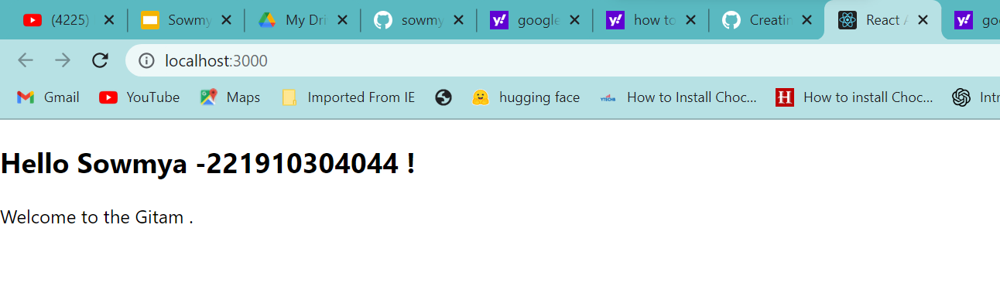 (4225) Sowmy My Dri sowmy google how to Creatin React A goo
localhost:3000
Gmail YouTube Maps Imported From IE hugging face How to Install Choc... How to install Choc... Intr
Hello Sowmya -221910304044 !
Welcome to the Gitam .